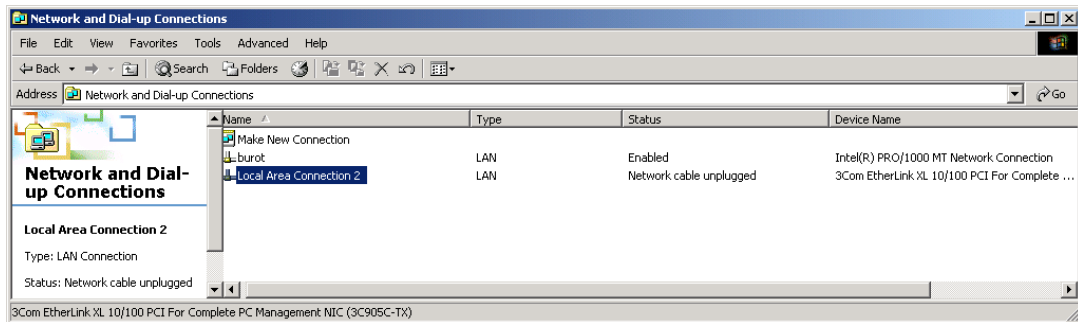 Network and Dial-up Connections
File Edit View Favorites Tools Advanced Help
Back Search Folders
Address Network and Dial-up Connections Go
Name Type Status Device Name
Make New Connection
burot LAN Enabled Intel(R) PRO/1000 MT Network Connection
Local Area Connection 2 LAN Network cable unplugged 3Com EtherLink XL 10/100 PCI For Complete ...
Network and Dial-
up Connections
Local Area Connection 2
Type: LAN Connection
Status: Network cable unplugged
3Com EtherLink XL 10/100 PCI For Complete PC Management NIC (3C905C-TX)